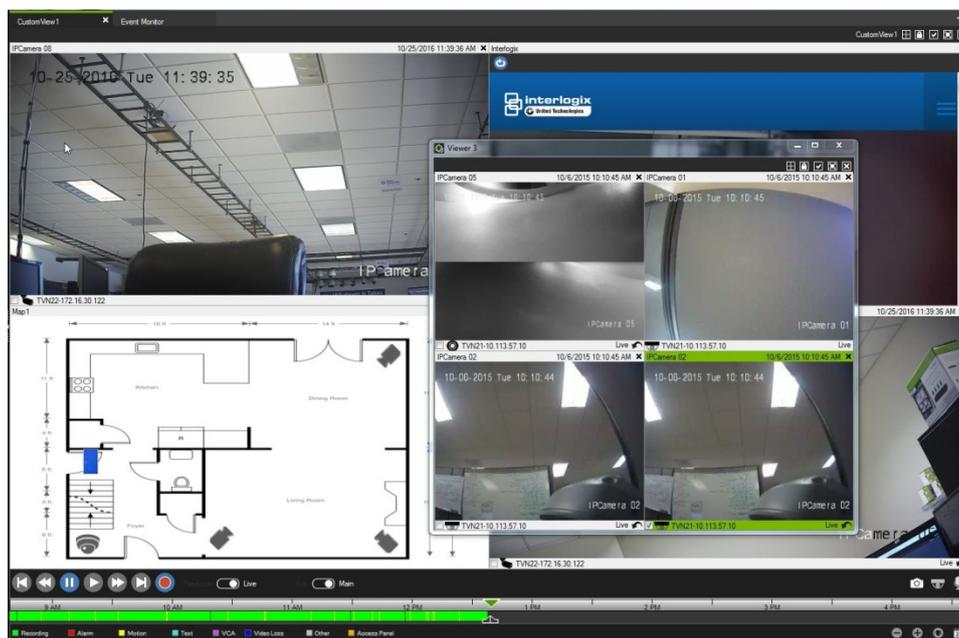 CustomView1
Event Monitor
CustomView1
IPCamera 08
10/25/2016 11:39:36 AM
Interlogix
10-25-2016 Tue 11:39:35
interlogix
United Technologies
IPCamera
TVN22-172.16.30.122
Viewer 3
IPCamera 05
10/6/2015 10:10:45 AM
IPCamera 01
10/6/2015 10:10:45 AM
10-06-2015 Tue 10:10:45
IPCamera 05
IPCamera 01
TVN21-10.113.57.10
Live
Live
IPCamera 02
10/6/2015 10:10:45 AM
IPCamera 02
10/6/2015 10:10:45 AM
10-06-2015 Tue 10:10:44
10-06-2015 Tue 10:10:44
IPCamera 02
IPCamera 02
TVN21-10.113.57.10
Live
TVN21-10.113.57.10
Live
Map1
10/25/2016 11:39:36 AM
14 ft
11 ft
Kitchen
Dining Room
Living Room
Foyer
TVN22-172.16.30.122
Live
Live
Main
9 AM
10 AM
11 AM
12 PM
1 PM
2 PM
3 PM
4 PM
Recording
Alarm
Motion
Text
VCA
Video Loss
Other
Access Panel